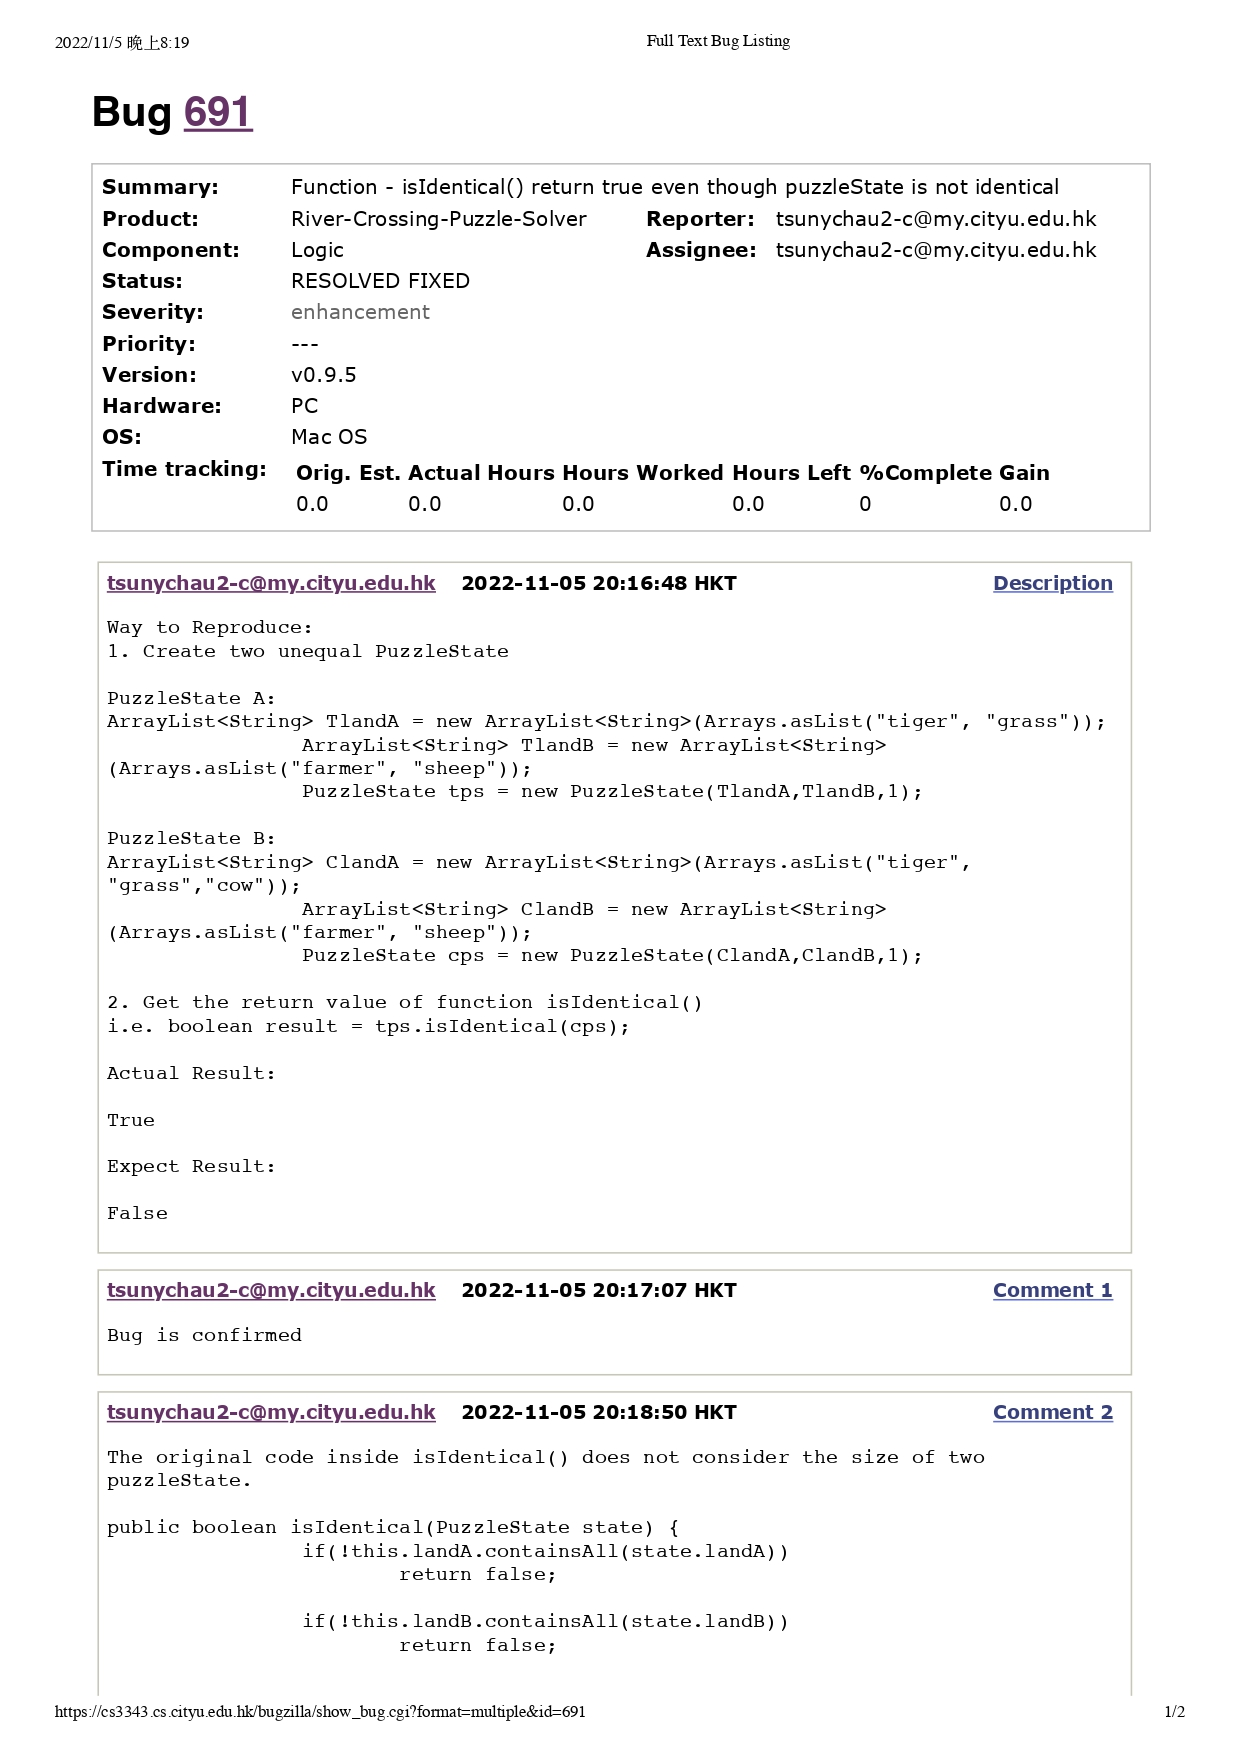 2022/11/5 晚上8:19
Full Text Bug Listing
Bug 691
Summary: Function - isIdentical() return true even though puzzleState is not identical
Product: River-Crossing-Puzzle-Solver Reporter: tsunychau2-c@my.cityu.edu.hk
Component: Logic Assignee: tsunychau2-c@my.cityu.edu.hk
Status: RESOLVED FIXED
Severity: enhancement
Priority: ---
Version: v0.9.5
Hardware: PC
OS: Mac OS
Time tracking: Orig. Est. Actual Hours Hours Worked Hours Left %Complete Gain
0.0 0.0 0.0 0.0 0 0.0
tsunychau2-c@my.cityu.edu.hk 2022-11-05 20:16:48 HKT Description
Way to Reproduce:
1. Create two unequal PuzzleState
PuzzleState A:
ArrayList<String> TlandA = new ArrayList<String>(Arrays.asList("tiger", "grass"));
ArrayList<String> TlandB = new ArrayList<String>
(Arrays.asList("farmer", "sheep"));
PuzzleState tps = new PuzzleState(TlandA,TlandB,1);
PuzzleState B:
ArrayList<String> ClandA = new ArrayList<String>(Arrays.asList("tiger",
"grass","cow"));
ArrayList<String> ClandB = new ArrayList<String>
(Arrays.asList("farmer", "sheep"));
PuzzleState cps = new PuzzleState(ClandA,ClandB,1);
2. Get the return value of function isIdentical()
i.e. boolean result = tps.isIdentical(cps);
Actual Result:
True
Expect Result:
False
tsunychau2-c@my.cityu.edu.hk 2022-11-05 20:17:07 HKT Comment 1
Bug is confirmed
tsunychau2-c@my.cityu.edu.hk 2022-11-05 20:18:50 HKT Comment 2
The original code inside isIdentical() does not consider the size of two
puzzleState.
public boolean isIdentical(PuzzleState state) {
if(!this.landA.containsAll(state.landA))
return false;
if(!this.landB.containsAll(state.landB))
return false;
https://cs3343.cs.cityu.edu.hk/bugzilla/show_bug.cgi?format=multiple&id=691
1/2